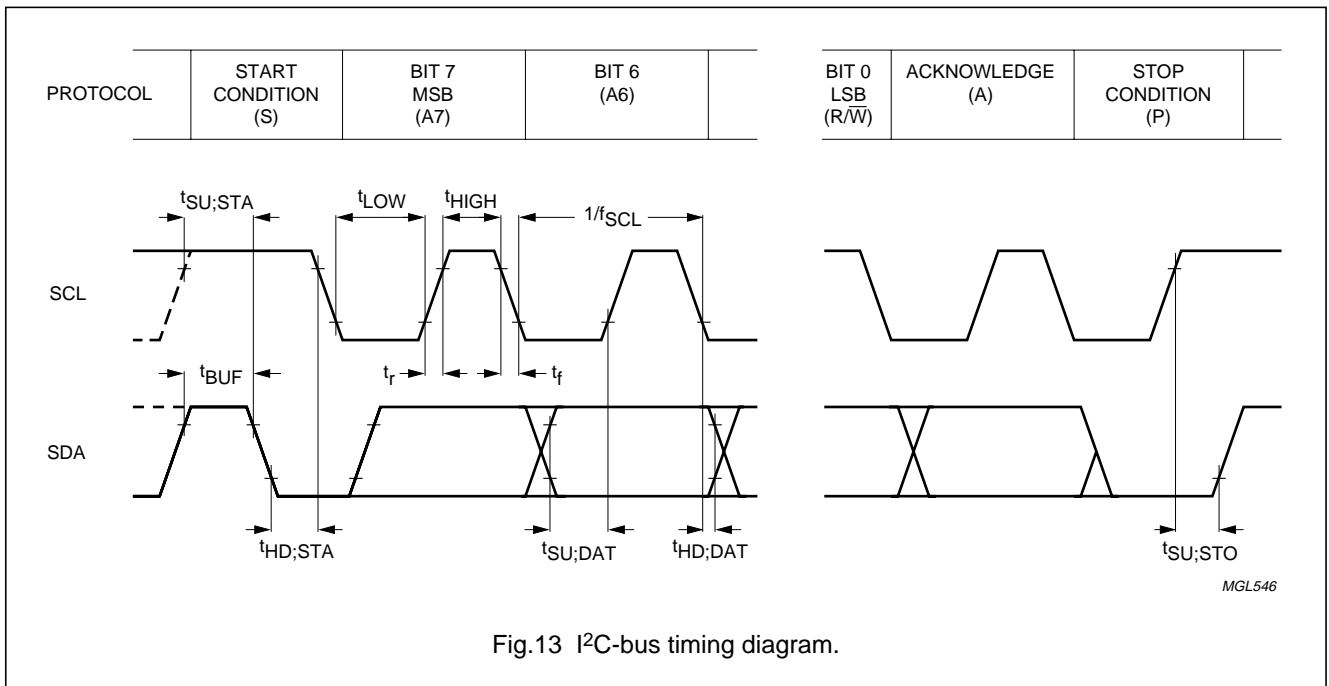 PROTOCOL
START
CONDITION
(S)
BIT 7
MSB
(A7)
BIT 6
(A6)
BIT 0
LSB
(R/W̅)
ACKNOWLEDGE
(A)
STOP
CONDITION
(P)
tSU;STA
tLOW
tHIGH
1/fSCL
SCL
tBUF
tr
tf
SDA
tHD;STA
tSU;DAT
tHD;DAT
tSU;STO
MGL546
Fig.13 I²C-bus timing diagram.